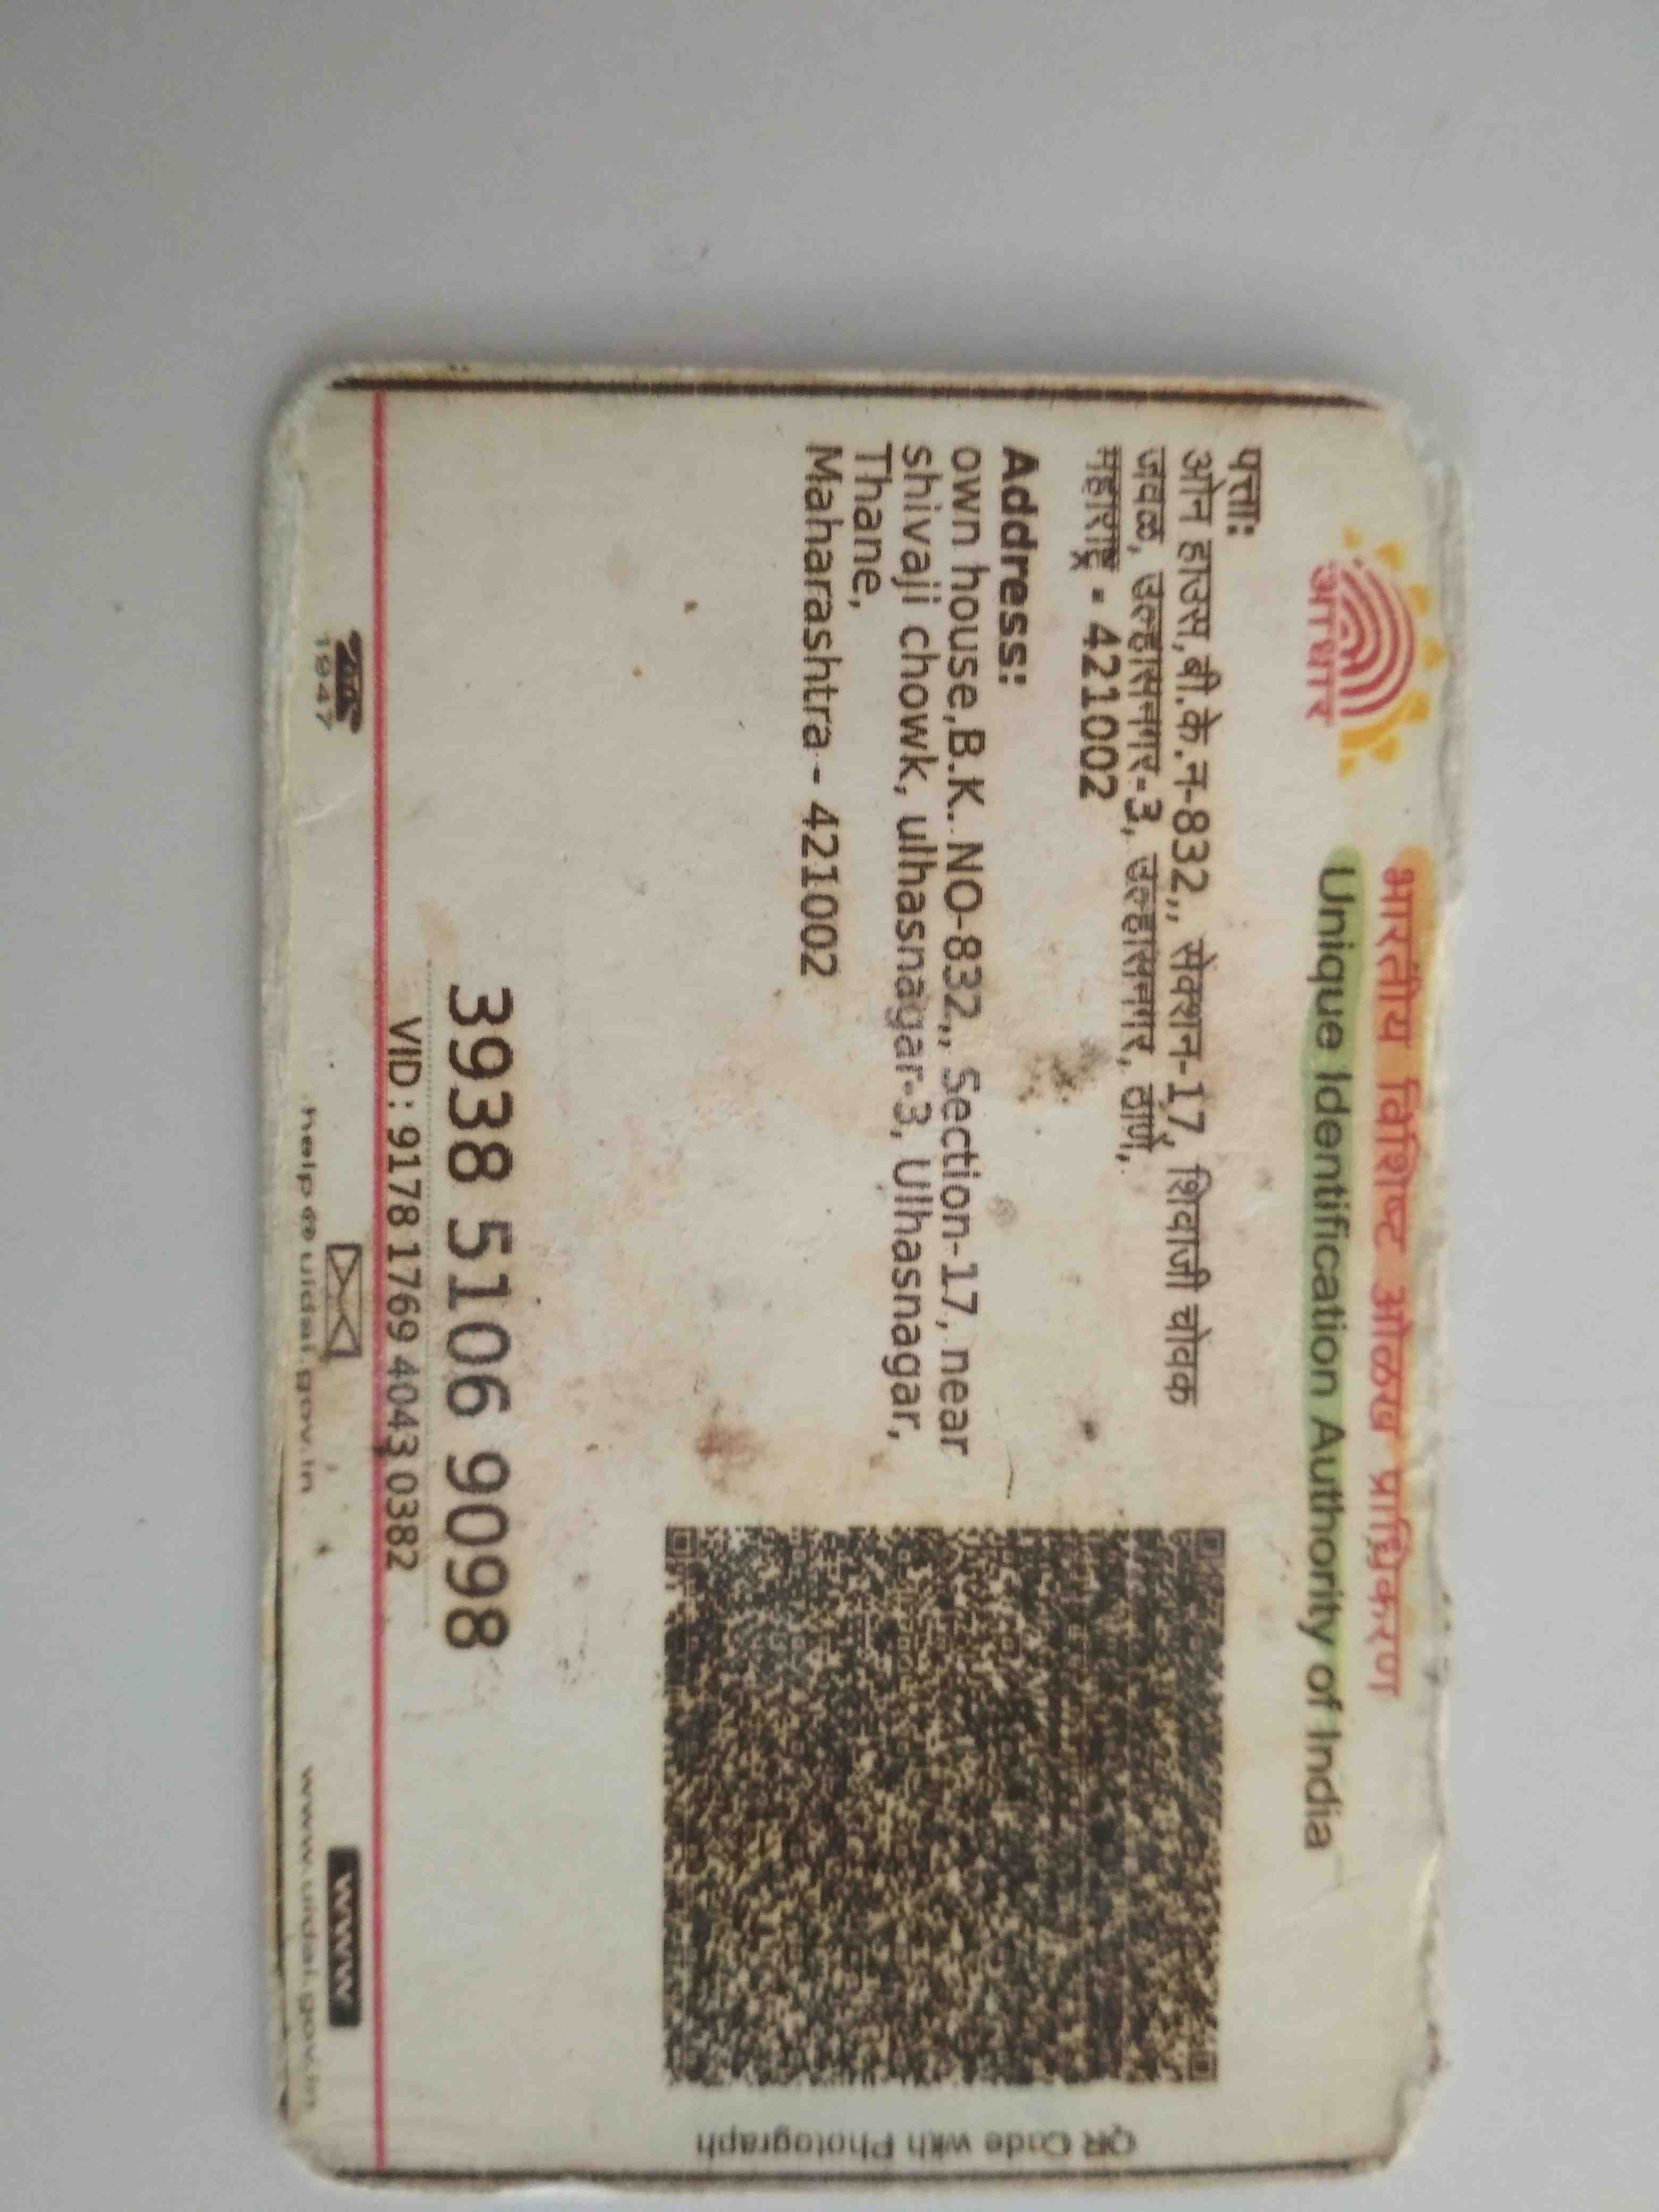 भारतीय विशिष्ट ओळख प्राधिकरण
Unique Identification Authority of India
आधार
पत्ता:
ओन हाउस,बी.के.न-832,, सेक्शन-17, शिवाजी चोवक
जवळ, उल्हासनगर-3, उल्हासनगर, ठाणे,
महाराष्ट्र - 421002
Address:
own house,B.K. NO-832,, Section-17, near
shivaji chowk, ulhasnagar-3, Ulhasnagar,
Thane,
Maharashtra - 421002
QR Code with Photograph
3938 5106 9098
VID : 9178 1769 4043 0382
1947
help@uidai.gov.in
www
www.uidai.gov.in